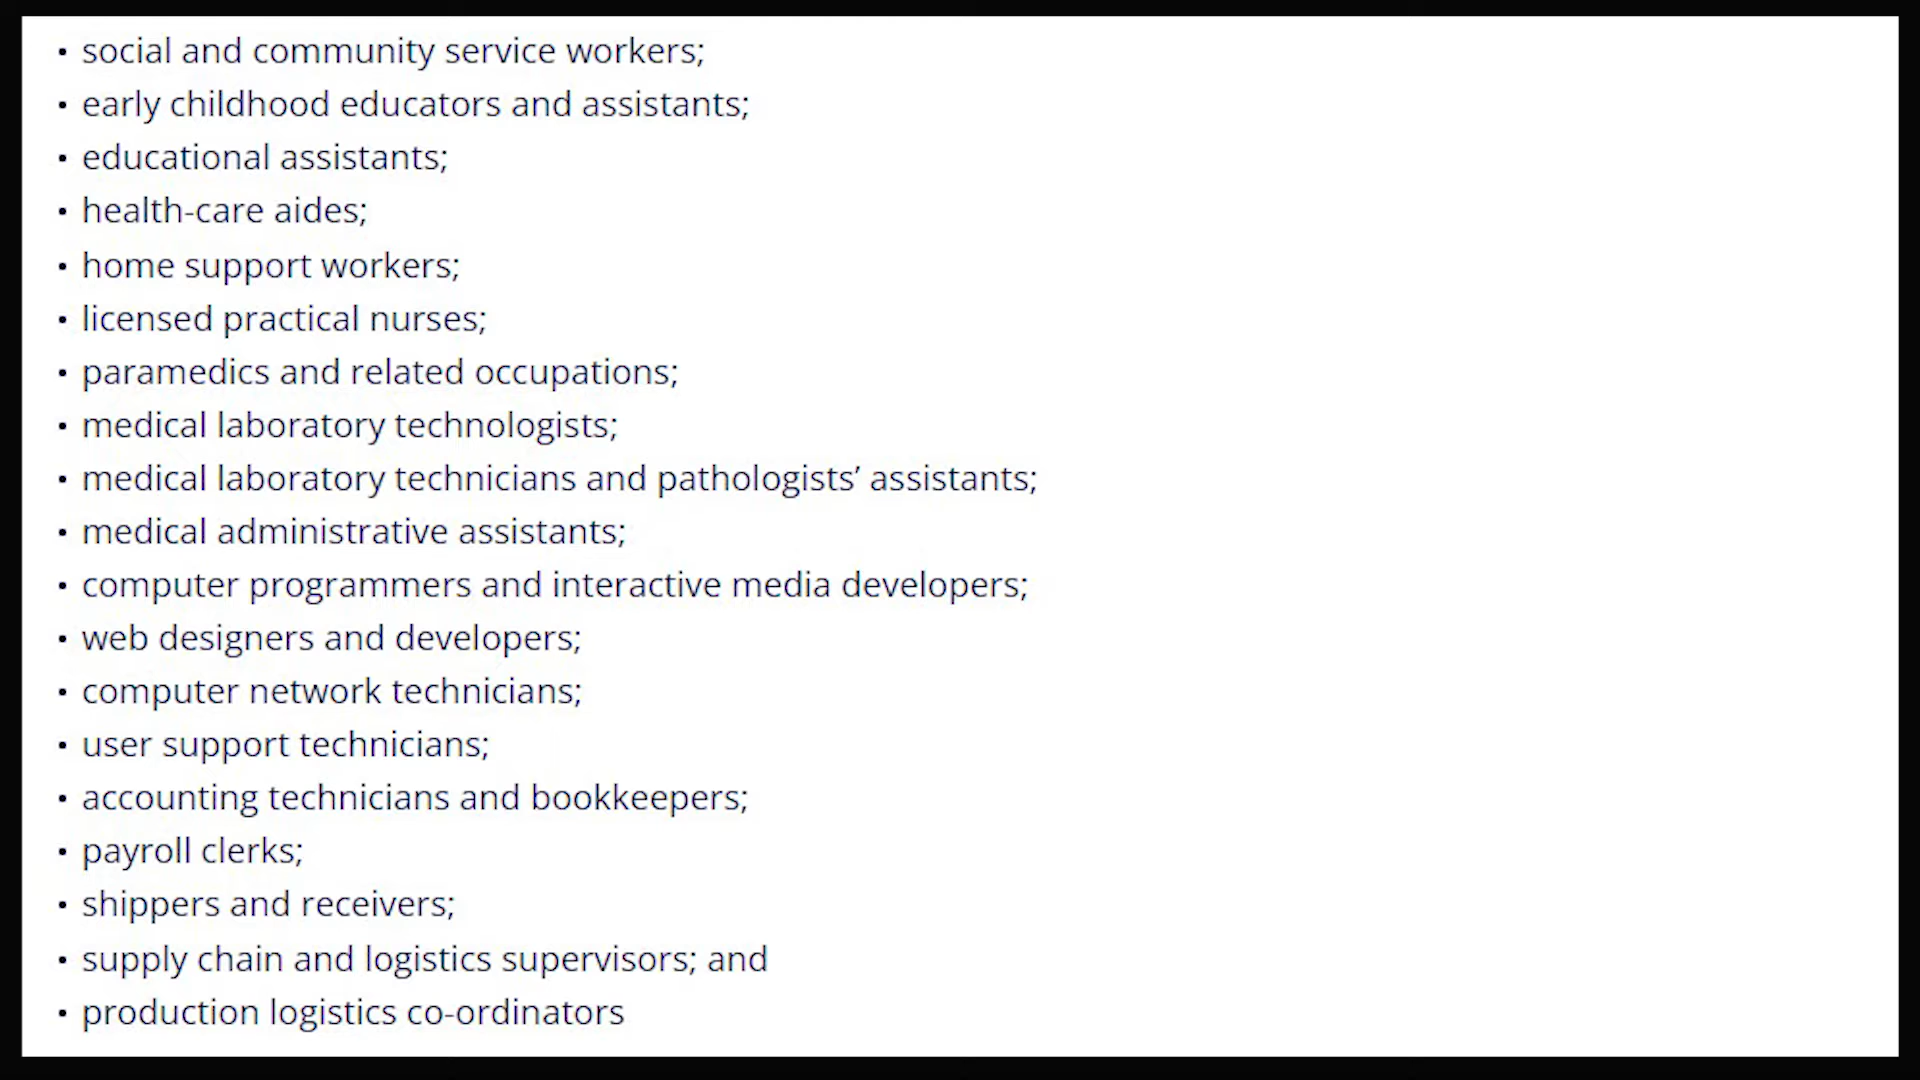 • social and community service workers;
• early childhood educators and assistants;
• educational assistants;
• health-care aides;
• home support workers;
• licensed practical nurses;
• paramedics and related occupations;
• medical laboratory technologists;
• medical laboratory technicians and pathologists’ assistants;
• medical administrative assistants;
• computer programmers and interactive media developers;
• web designers and developers;
• computer network technicians;
• user support technicians;
• accounting technicians and bookkeepers;
• payroll clerks;
• shippers and receivers;
• supply chain and logistics supervisors; and
• production logistics co-ordinators